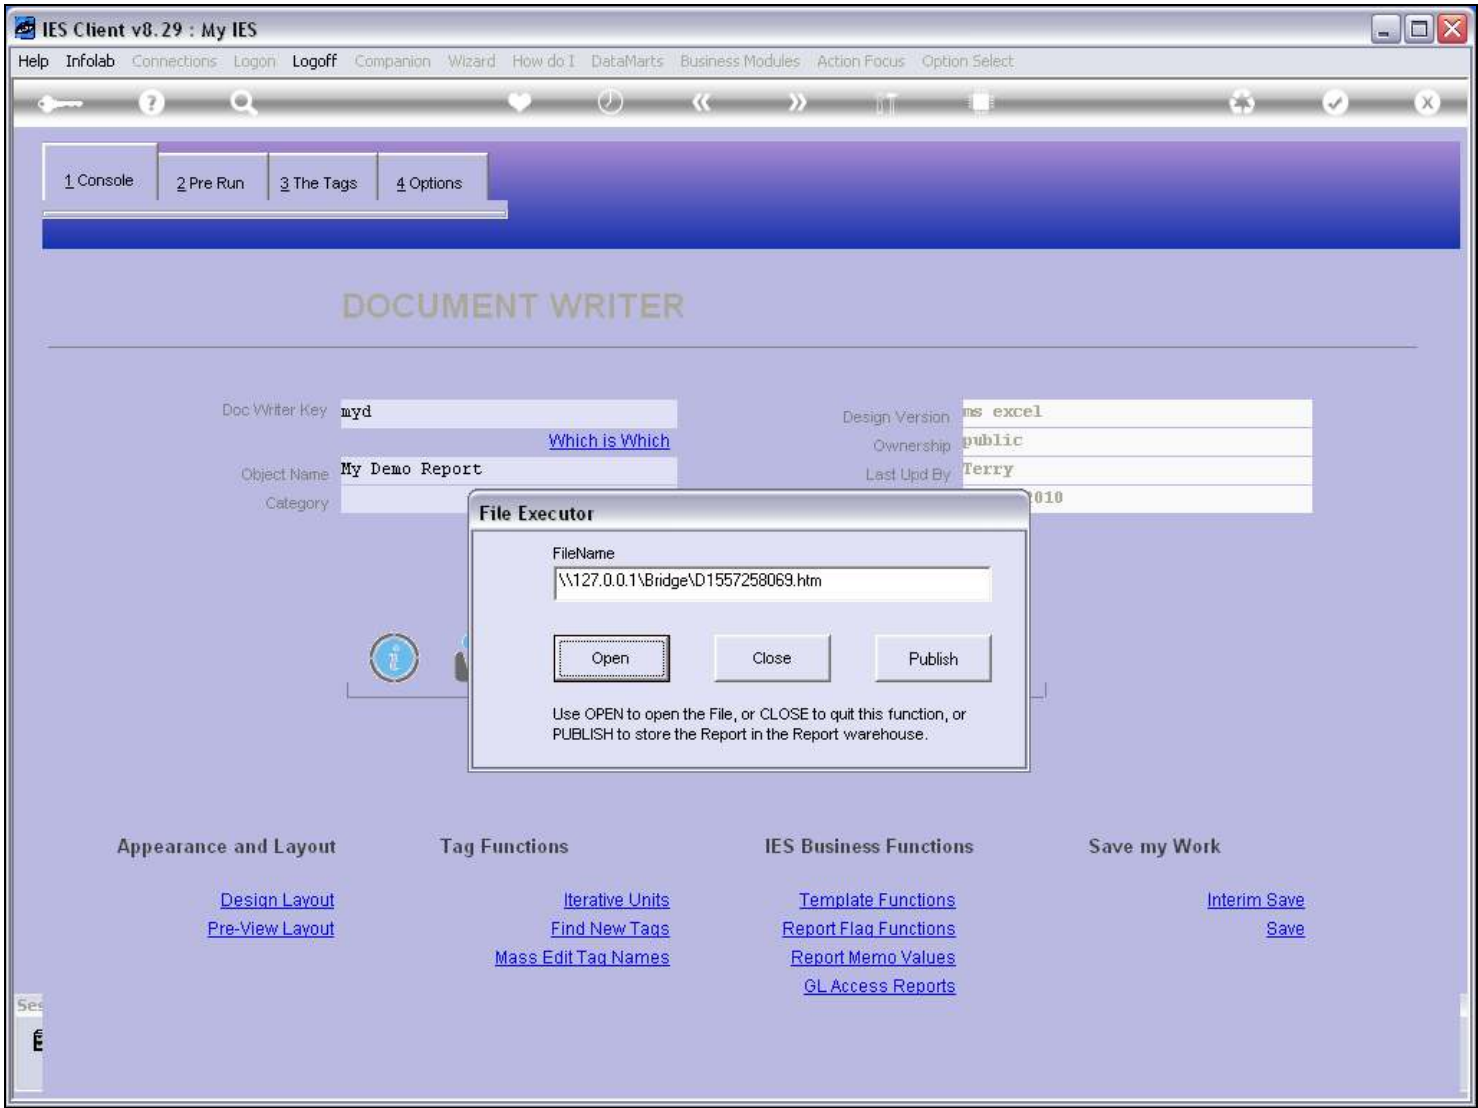 IES Client v8.29 : My IES
Help Infolab Connections Logon Logoff Companion Wizard How do I DataMarts Business Modules Action Focus Option Select
1 Console 2 Pre Run 3 The Tags 4 Options
DOCUMENT WRITER
Doc Writer Key myd
Which is Which
Object Name My Demo Report
Category
Design Version ms excel
Ownership public
Last Upd By Terry
2010
File Executor
FileName
\\127.0.0.1\Bridge\D1557258069.htm
Open Close Publish
Use OPEN to open the File, or CLOSE to quit this function, or
PUBLISH to store the Report in the Report warehouse.
Appearance and Layout
Design Layout
Pre-View Layout
Tag Functions
Iterative Units
Find New Tags
Mass Edit Tag Names
IES Business Functions
Template Functions
Report Flag Functions
Report Memo Values
GL Access Reports
Save my Work
Interim Save
Save
Ses